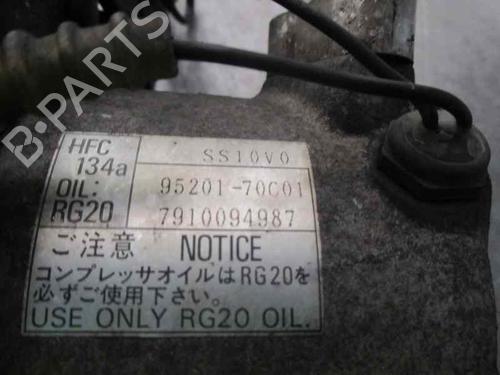 B-PARTS
HFC 134a SS10V0
OIL: RG20 95201-70C01
7910094987
ご注意 NOTICE
コンプレッサオイルはRG20を
必ずご使用下さい。
USE ONLY RG20 OIL.